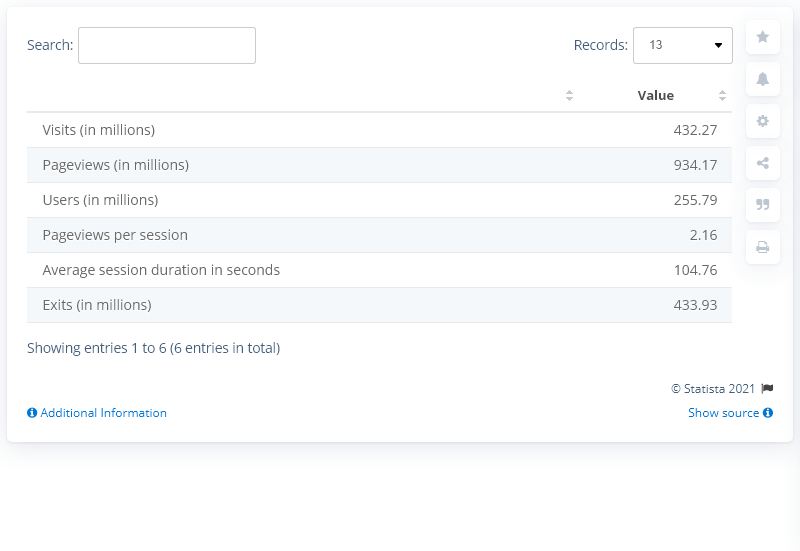 Search:
Records: 13
Value
Visits (in millions) 432.27
Pageviews (in millions) 934.17
Users (in millions) 255.79
Pageviews per session 2.16
Average session duration in seconds 104.76
Exits (in millions) 433.93
Showing entries 1 to 6 (6 entries in total)
© Statista 2021
Additional Information
Show source